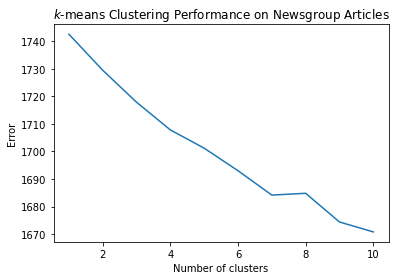 k-means Clustering Performance on Newsgroup Articles
1740
1730
1720
1710
1700
1690
1680
1670
Error
2 4 6 8 10
Number of clusters